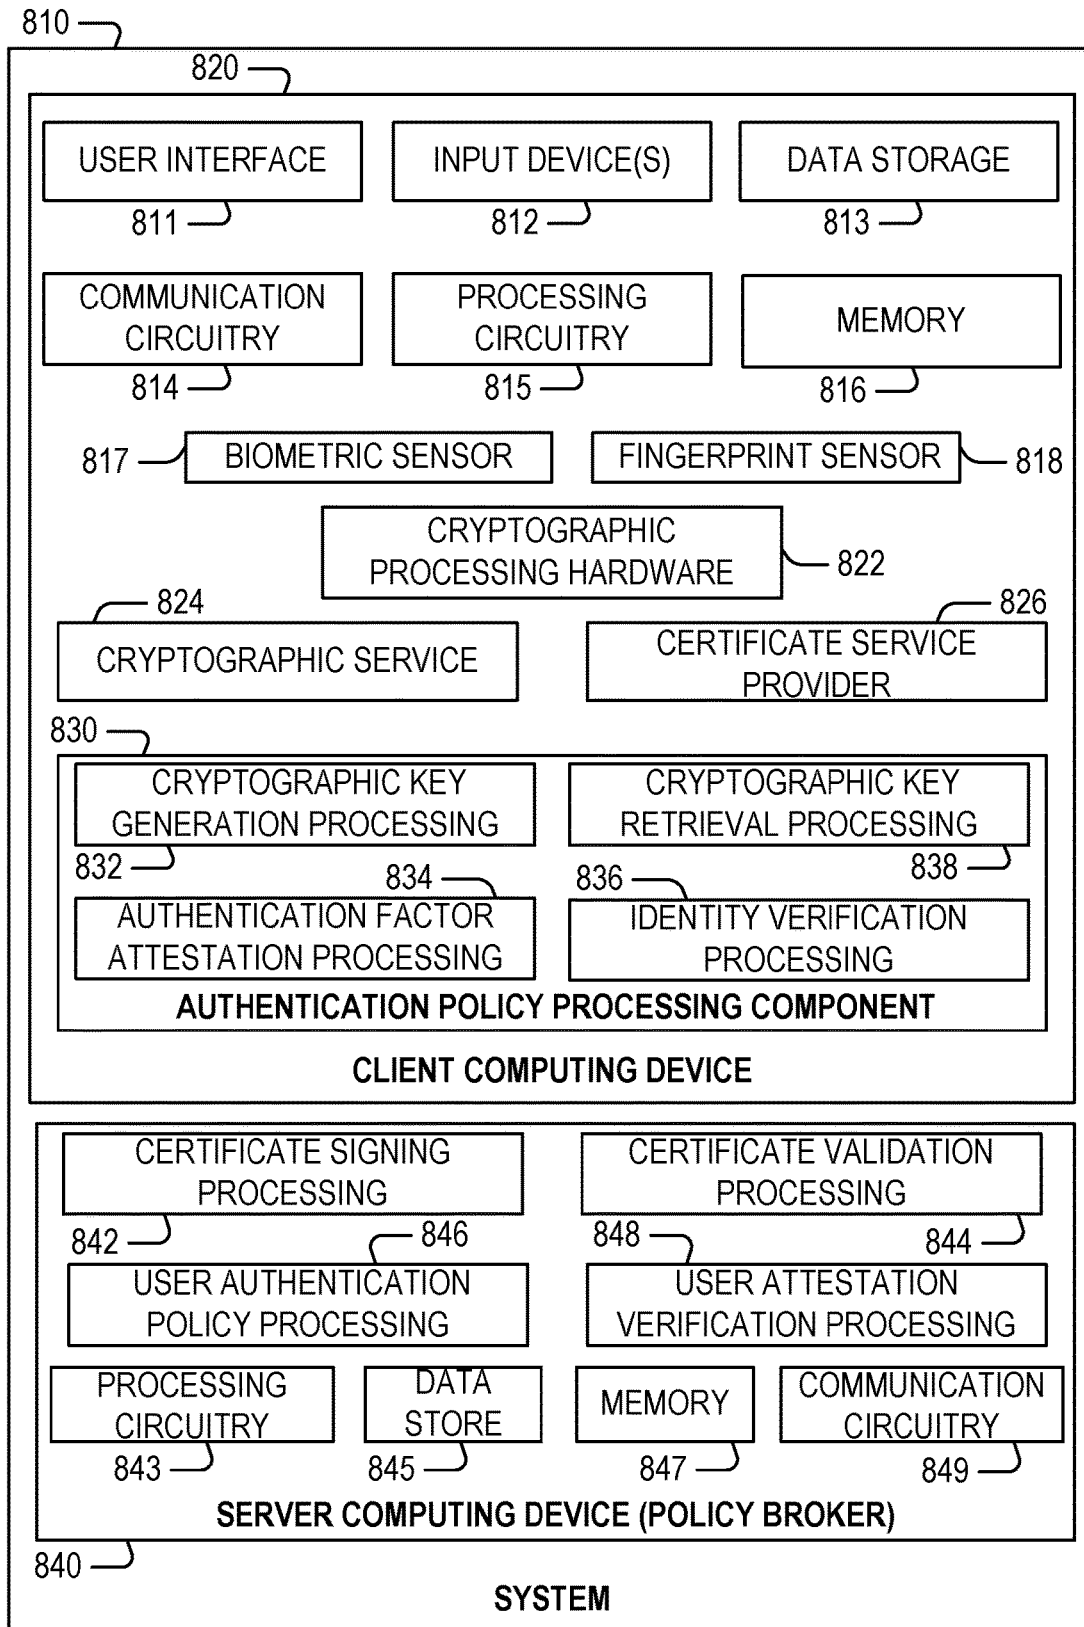 810
820
USER INTERFACE
INPUT DEVICE(S)
DATA STORAGE
811
812
813
COMMUNICATION
CIRCUITRY
PROCESSING
CIRCUITRY
MEMORY
814
815
816
817
BIOMETRIC SENSOR
FINGERPRINT SENSOR
818
CRYPTOGRAPHIC
PROCESSING HARDWARE
822
824
826
CRYPTOGRAPHIC SERVICE
CERTIFICATE SERVICE
PROVIDER
830
CRYPTOGRAPHIC KEY
GENERATION PROCESSING
CRYPTOGRAPHIC KEY
RETRIEVAL PROCESSING
832
834
836
838
AUTHENTICATION FACTOR
ATTESTATION PROCESSING
IDENTITY VERIFICATION
PROCESSING
AUTHENTICATION POLICY PROCESSING COMPONENT
CLIENT COMPUTING DEVICE
CERTIFICATE SIGNING
PROCESSING
CERTIFICATE VALIDATION
PROCESSING
842
846
848
844
USER AUTHENTICATION
POLICY PROCESSING
USER ATTESTATION
VERIFICATION PROCESSING
PROCESSING
CIRCUITRY
DATA
STORE
MEMORY
COMMUNICATION
CIRCUITRY
843
845
847
849
SERVER COMPUTING DEVICE (POLICY BROKER)
840
SYSTEM